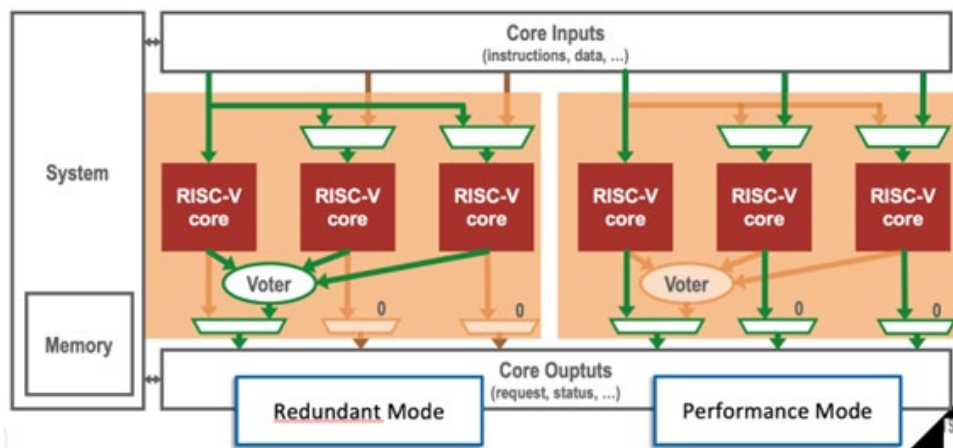 Core Inputs
(instructions, data, ...)
System
RISC-V
core
RISC-V
core
RISC-V
core
RISC-V
core
RISC-V
core
RISC-V
core
Voter
Voter
0
0
0
0
Memory
Core Ouptuts
(request, status, ...)
Redundant Mode
Performance Mode